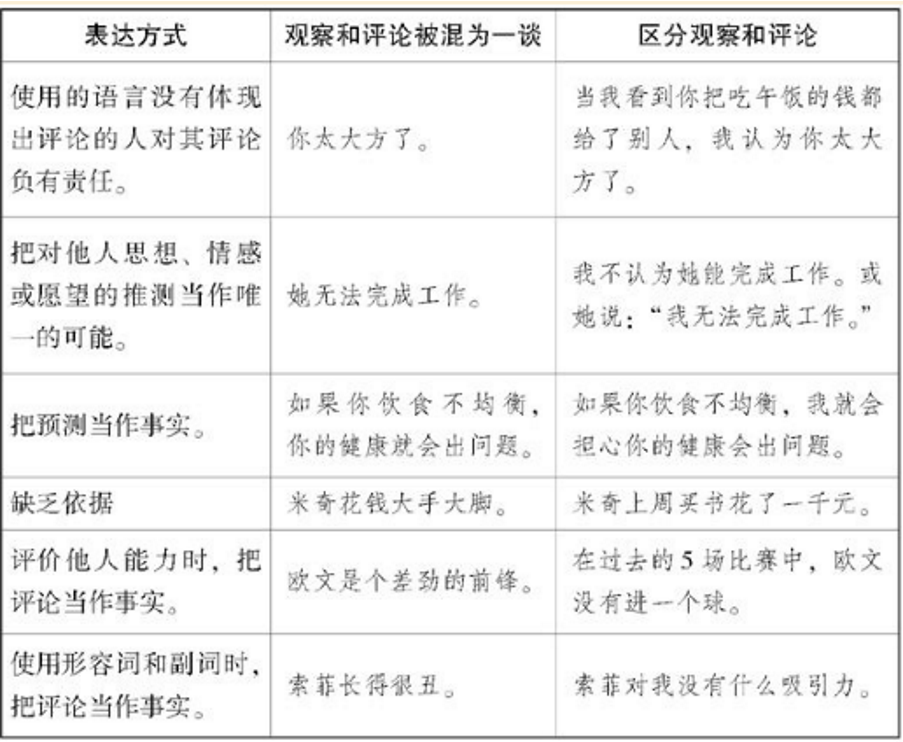 表达方式
观察和评论被混为一谈
区分观察和评论
使用的语言没有体现
出评论的人对其评论
负有责任。
你太大方了。
当我看到你把吃午饭的钱都
给了别人，我认为你太大
方了。
把对他人思想、情感
或愿望的推测当作唯
一的可能。
她无法完成工作。
我不认为她能完成工作。或
她说：“我无法完成工作。”
把预测当作事实。
如果你饮食不均衡，
你的健康就会出问题。
如果你饮食不均衡，我就会
担心你的健康会出问题。
缺乏依据
米奇花钱大手大脚。
米奇上周买书花了一千元。
评价他人能力时，把
评论当作事实。
欧文是个差劲的前锋。
在过去的5场比赛中，欧文
没有进一个球。
使用形容词和副词时，
把评论当作事实。
索菲长得很丑。
索菲对我没有什么吸引力。